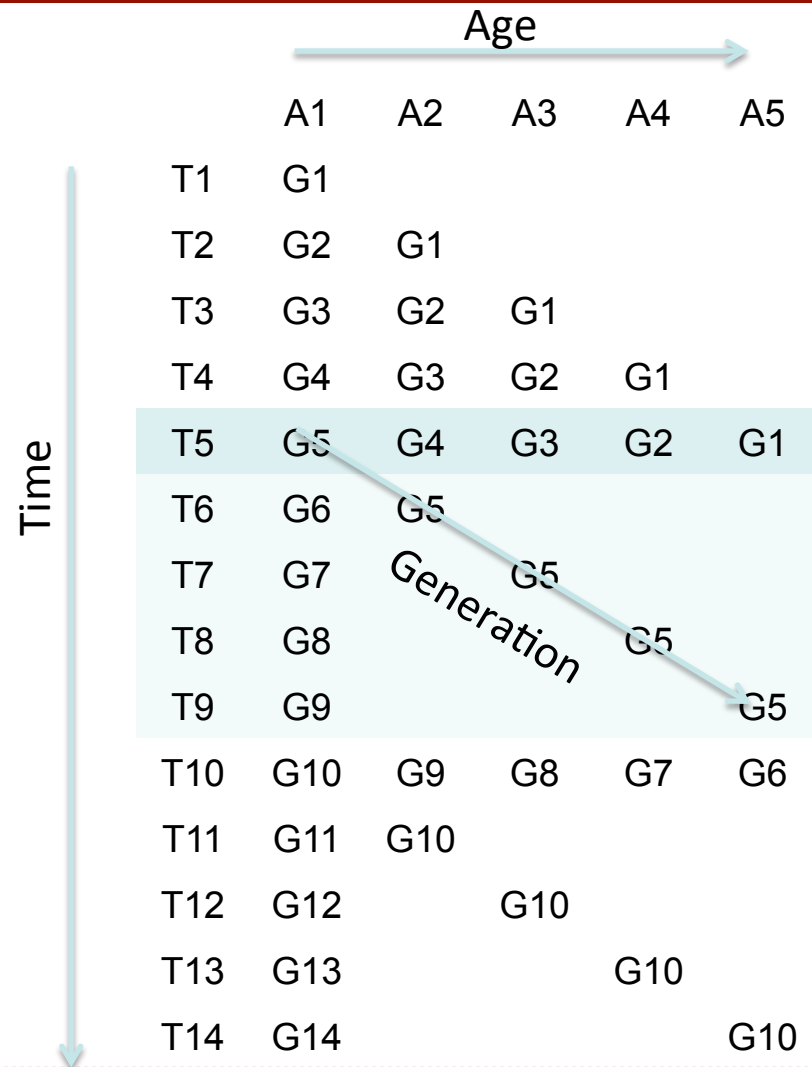 Age
A1 A2 A3 A4 A5
T1 G1
T2 G2 G1
T3 G3 G2 G1
T4 G4 G3 G2 G1
T5 G5 G4 G3 G2 G1
T6 G6 G5
T7 G7 G5
T8 G8 G5
T9 G9 G5
T10 G10 G9 G8 G7 G6
T11 G11 G10
T12 G12 G10
T13 G13 G10
T14 G14 G10
Time
Generation